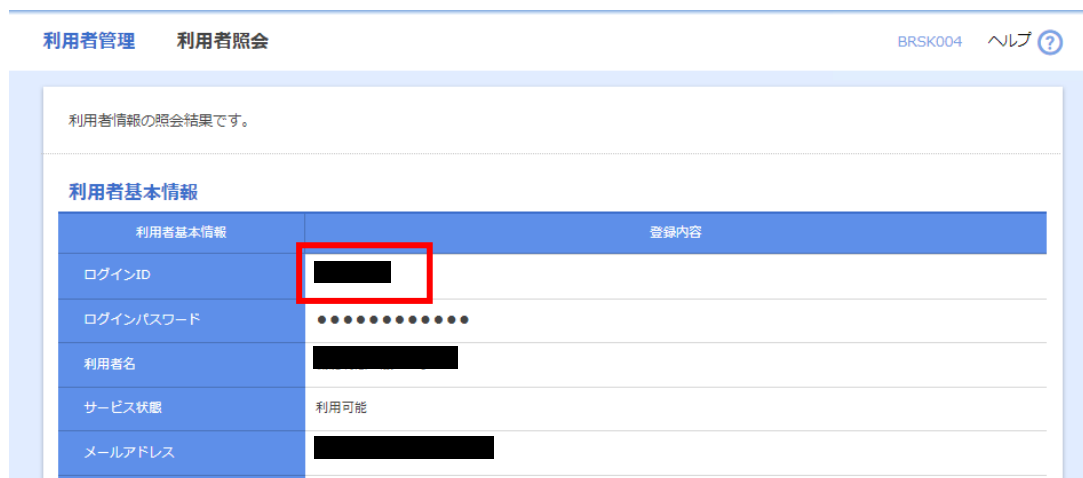 利用者管理 利用者照会 BRSK004 ヘルプ ?
利用者情報の照会結果です。
利用者基本情報
利用者基本情報 登録内容
ログインID
ログインパスワード ●●●●●●●●●●●●
利用者名
サービス状態 利用可能
メールアドレス